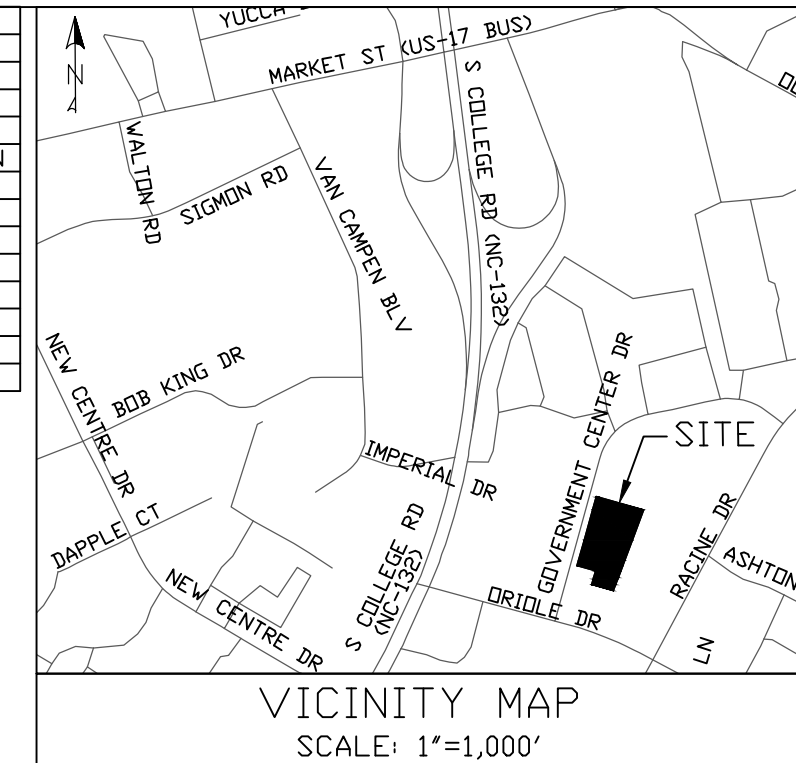 YUCCA
MARKET ST (US-17 BUS)
N
WALTON RD
SIGMON RD
VAN CAMPEN BLV
S COLLEGE RD (NC-132)
NEW CENTRE DR
BOB KING DR
GOVERNMENT CENTER DR
SITE
IMPERIAL DR
DAPPLE CT
S COLLEGE RD
(NC-132)
RACINE DR
ASHTON
NEW CENTRE DR
ORIOLE DR
LN
VICINITY MAP
SCALE: 1"=1,000'